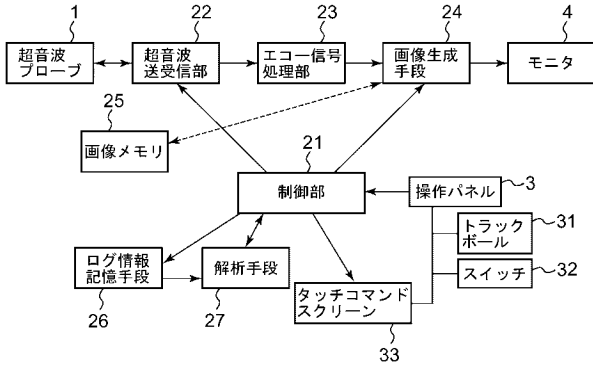 1
22
23
24
4
超音波
プローブ
超音波
送受信部
エコー信号
処理部
画像生成
手段
モニタ
25
画像メモリ
21
制御部
操作パネル
3
トラック
ボール
31
スイッチ
32
ログ情報
記憶手段
26
解析手段
27
タッチコマンド
スクリーン
33